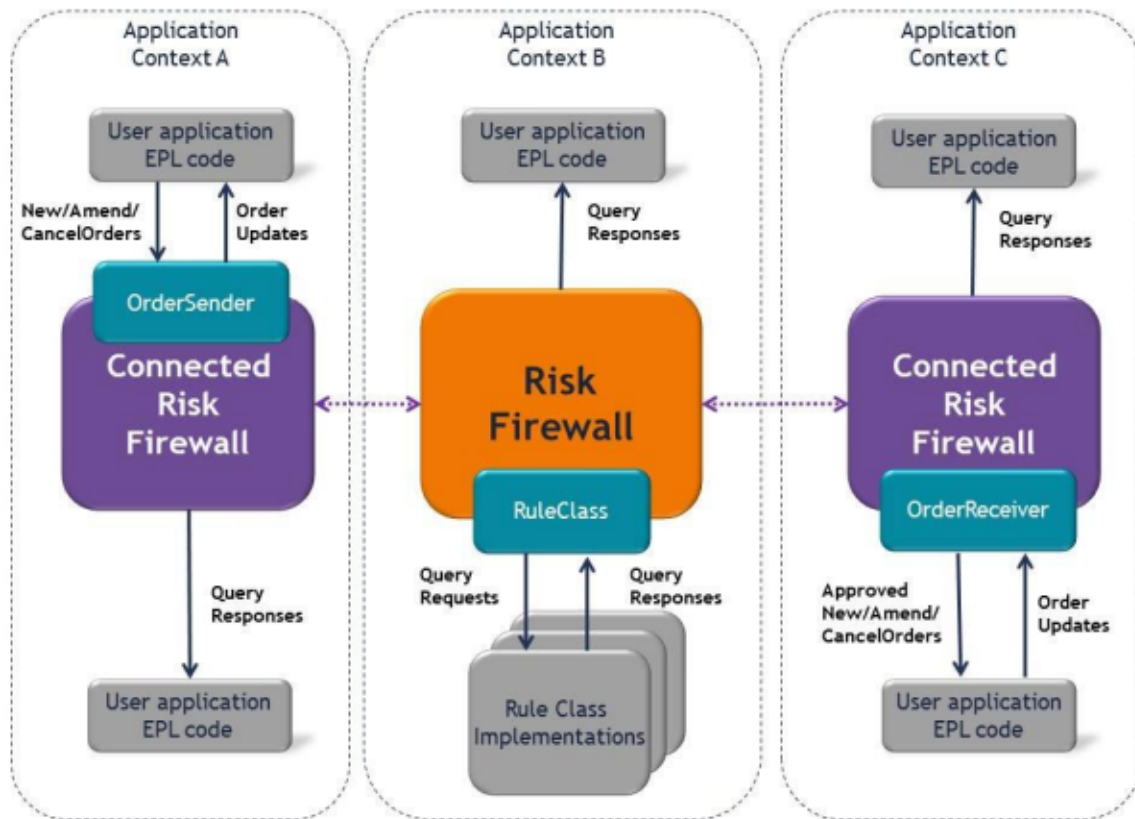 Application
Context A
User application
EPL code
New/Amend/
CancelOrders
Order
Updates
OrderSender
Connected
Risk
Firewall
Query
Responses
User application
EPL code
Application
Context B
User application
EPL code
Query
Responses
Risk
Firewall
RuleClass
Query
Requests
Query
Responses
Rule Class
Implementations
Application
Context C
User application
EPL code
Query
Responses
Connected
Risk
Firewall
OrderReceiver
Approved
New/Amend/
CancelOrders
Order
Updates
User application
EPL code